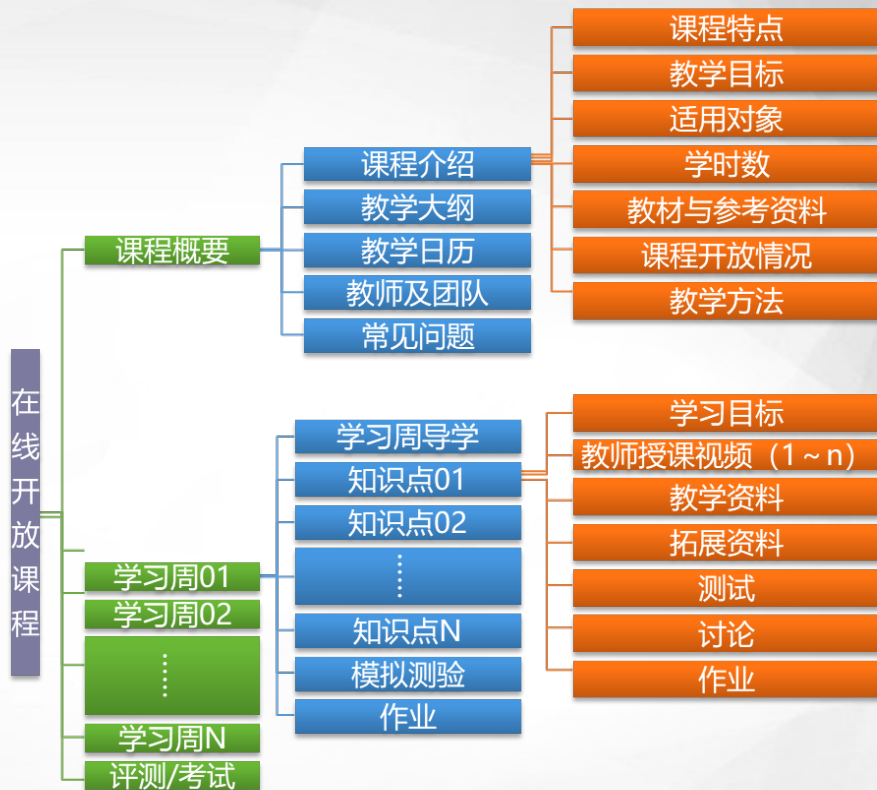 在线开放课程
课程概要
课程介绍
课程特点
教学目标
适用对象
学时数
教材与参考资料
课程开放情况
教学方法
教学大纲
教学日历
教师及团队
常见问题
学习周01
学习周导学
知识点01
学习目标
教师授课视频（1~n）
教学资料
拓展资料
测试
讨论
作业
知识点02
……
知识点N
模拟测验
作业
学习周02
……
学习周N
评测/考试